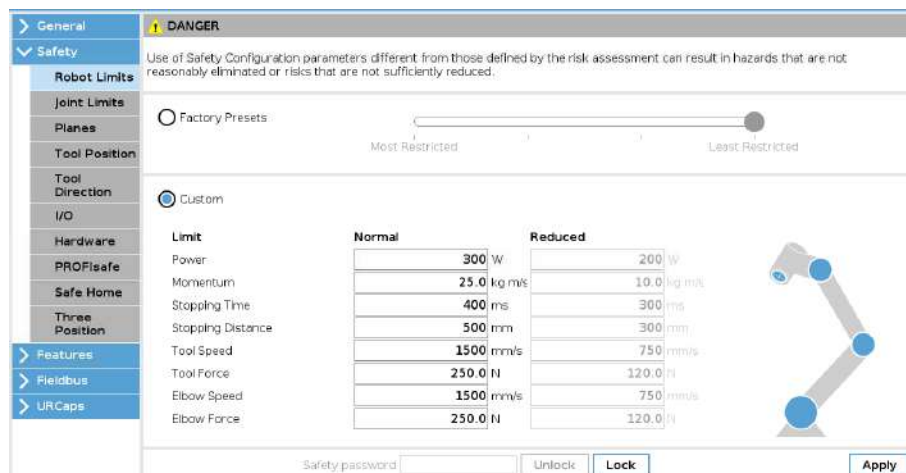 General
Safety
Robot Limits
Joint Limits
Planes
Tool Position
Tool
Direction
I/O
Hardware
PROFIsafe
Safe Home
Three
Position
Features
Fieldbus
URCaps
DANGER
Use of Safety Configuration parameters different from those defined by the risk assessment can result in hazards that are not
reasonably eliminated or risks that are not sufficiently reduced.
Factory Presets
Most Restricted Least Restricted
Custom
Limit Normal Reduced
Power 300 W 200 W
Momentum 25.0 kg m/s 10.0 kg m/s
Stopping Time 400 ms 300 ms
Stopping Distance 500 mm 300 mm
Tool Speed 1500 mm/s 750 mm/s
Tool Force 250.0 N 120.0 N
Elbow Speed 1500 mm/s 750 mm/s
Elbow Force 250.0 N 120.0 N
Safety password Unlock Lock Apply